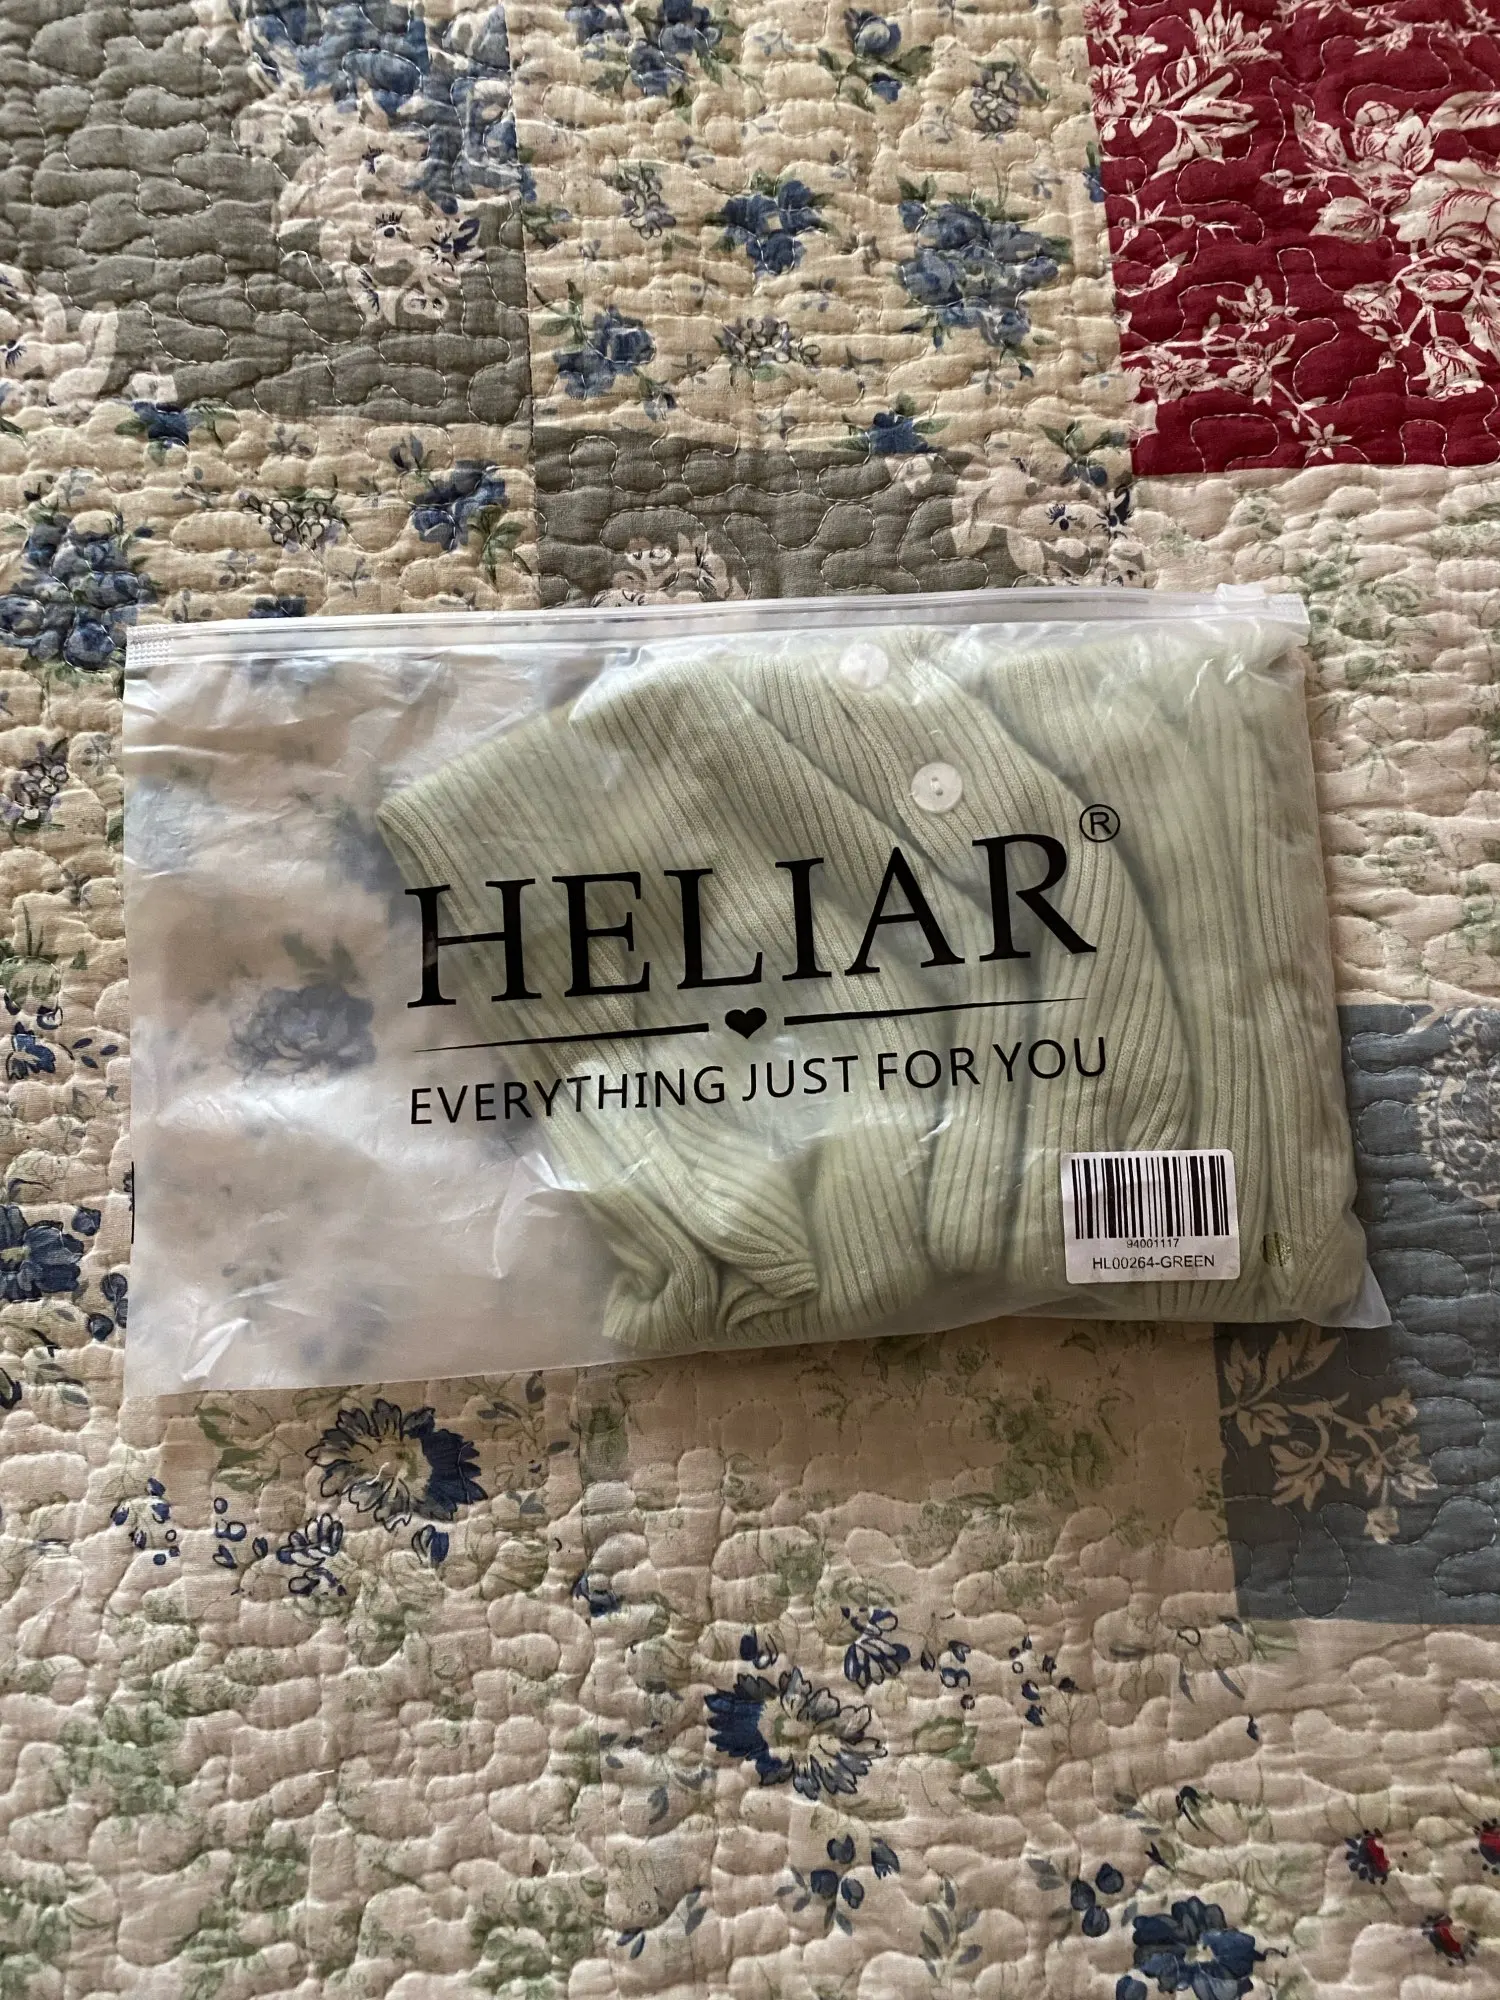 HELIAR®
EVERYTHING JUST FOR YOU
94001117
HL00264-GREEN